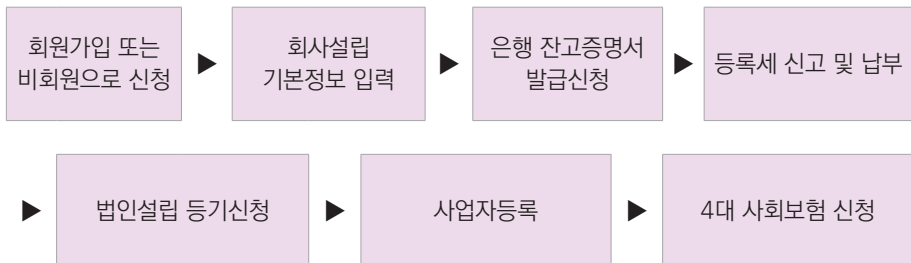 회원가입 또는
비회원으로 신청
▶
회사설립
기본정보 입력
▶
은행 잔고증명서
발급신청
▶
등록세 신고 및 납부
▶
법인설립 등기신청
▶
사업자등록
▶
4대 사회보험 신청